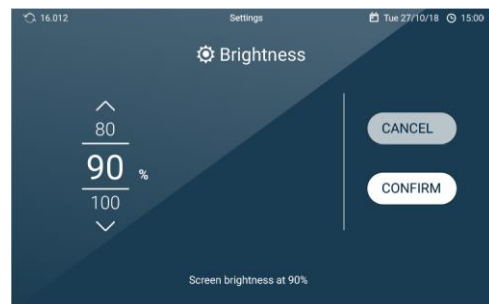 16.012 Settings Tue 27/10/18 15:00
Brightness
80
90 %
100
CANCEL
CONFIRM
Screen brightness at 90%